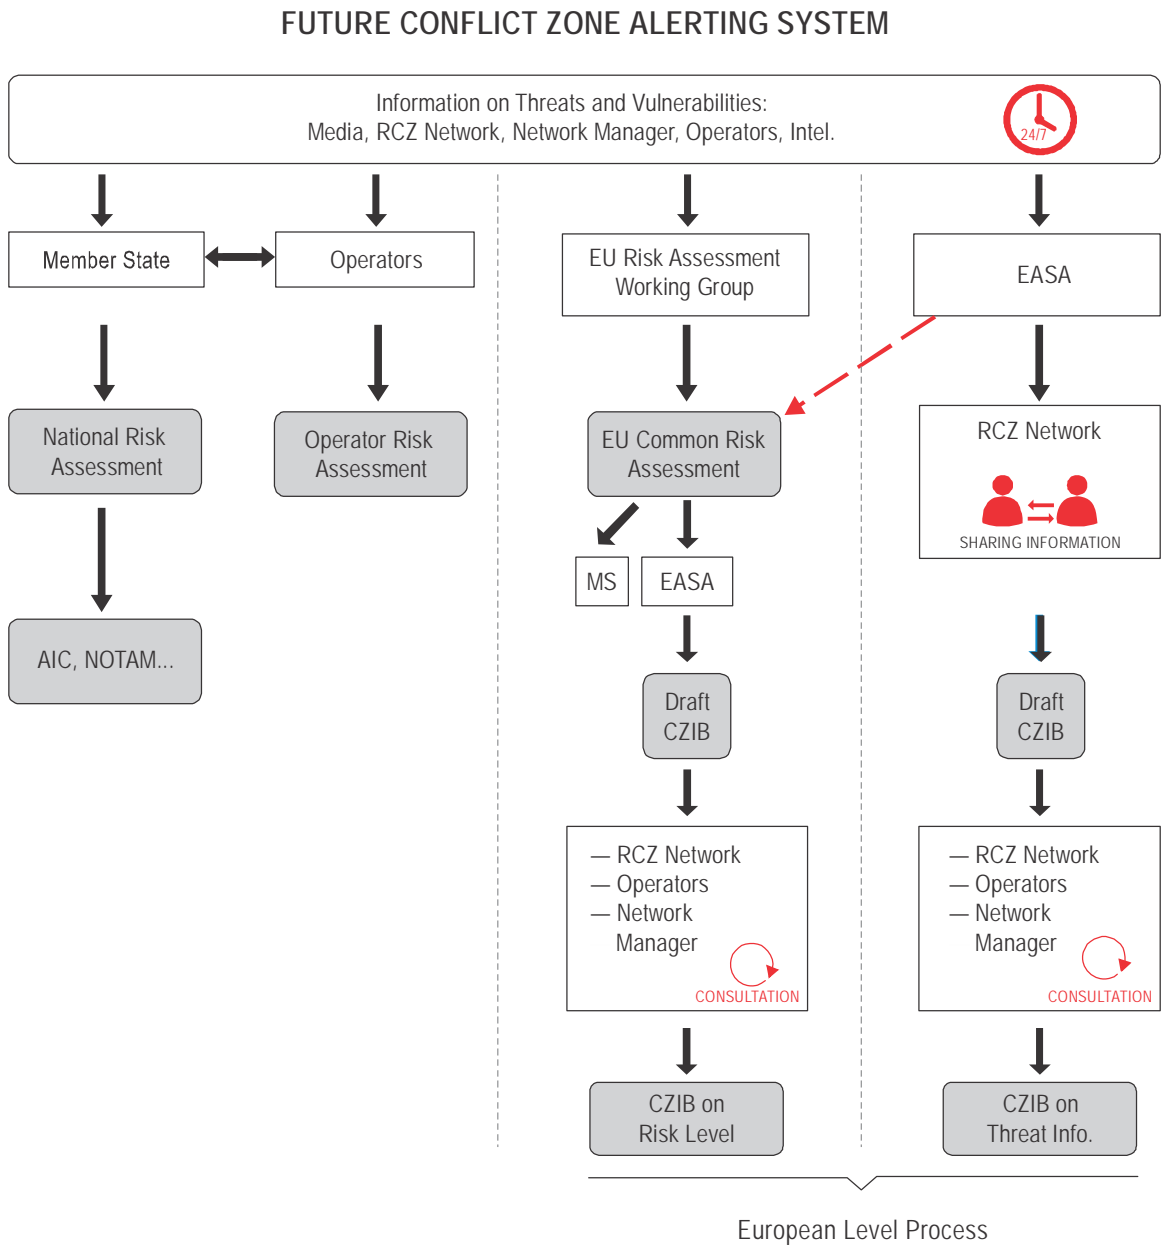 FUTURE CONFLICT ZONE ALERTING SYSTEM
Information on Threats and Vulnerabilities:
Media, RCZ Network, Network Manager, Operators, Intel.
24/7
Member State
Operators
EU Risk Assessment
Working Group
EASA
National Risk
Assessment
Operator Risk
Assessment
EU Common Risk
Assessment
RCZ Network
SHARING INFORMATION
MS
EASA
AIC, NOTAM...
Draft
CZIB
Draft
CZIB
— RCZ Network
— Operators
— Network
Manager
CONSULTATION
— RCZ Network
— Operators
— Network
Manager
CONSULTATION
CZIB on
Risk Level
CZIB on
Threat Info.
European Level Process